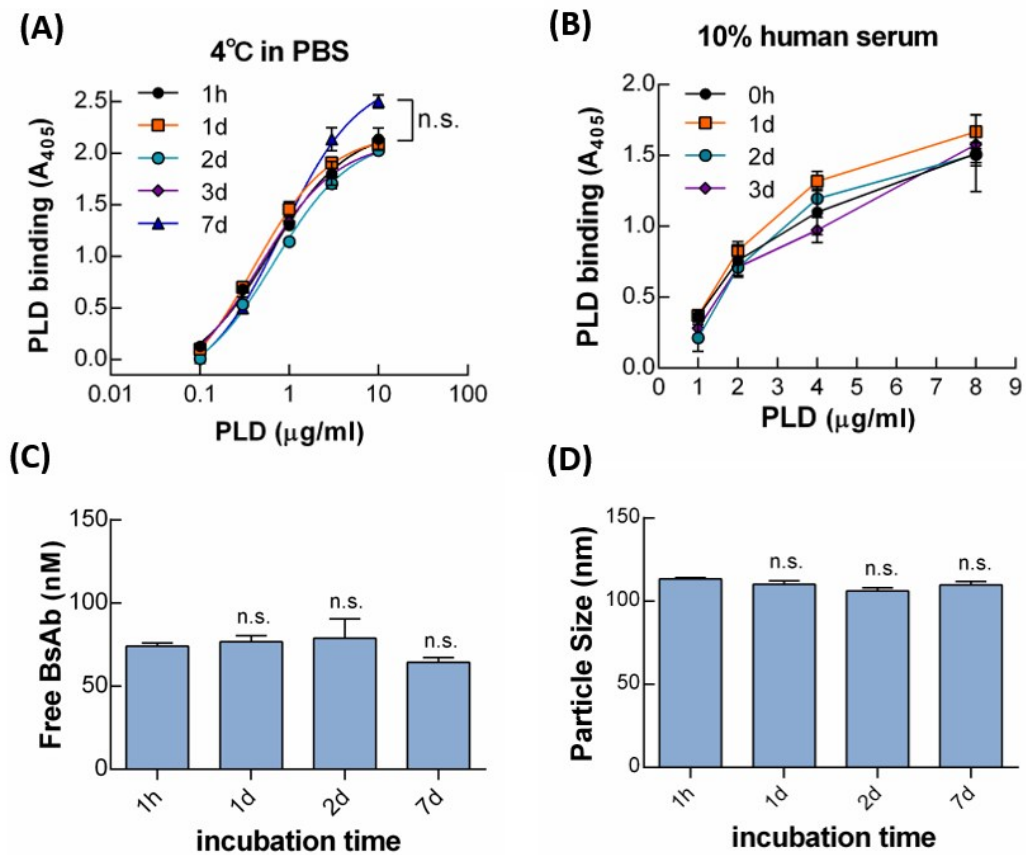 (A)
4°C in PBS
1h
1d
2d
3d
7d
n.s.
PLD binding (A405)
2.5
2.0
1.5
1.0
0.5
0.0
0.01
0.1
1
10
100
PLD (μg/ml)
(B)
10% human serum
0h
1d
2d
3d
PLD binding (A405)
2.0
1.5
1.0
0.5
0.0
0 1 2 3 4 5 6 7 8 9
PLD (μg/ml)
(C)
Free BsAb (nM)
150
100
50
0
n.s.
n.s.
n.s.
1h
1d
2d
7d
incubation time
(D)
Particle Size (nm)
150
100
50
0
n.s.
n.s.
n.s.
1h
1d
2d
7d
incubation time